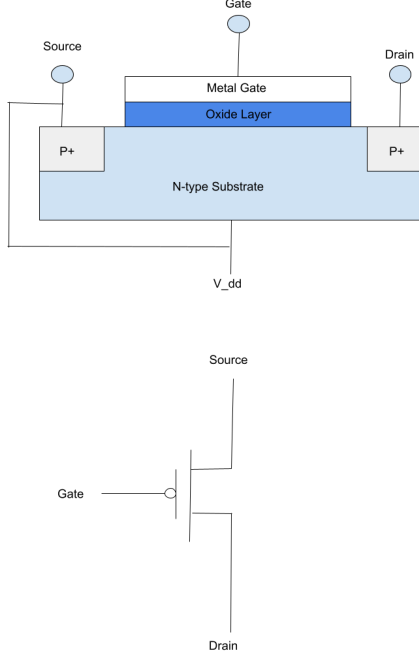 Gate
Source
Drain
Metal Gate
Oxide Layer
P+
P+
N-type Substrate
V_dd
Source
Gate
Drain